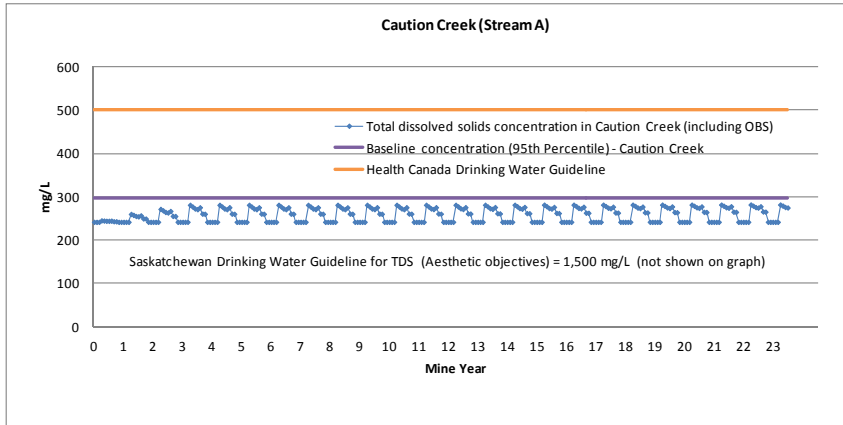 Caution Creek (Stream A)
600
500
400
300
200
100
0
mg/L
Total dissolved solids concentration in Caution Creek (including OBS)
Baseline concentration (95th Percentile) - Caution Creek
Health Canada Drinking Water Guideline
Saskatchewan Drinking Water Guideline for TDS (Aesthetic objectives) = 1,500 mg/L (not shown on graph)
0 1 2 3 4 5 6 7 8 9 10 11 12 13 14 15 16 17 18 19 20 21 22 23
Mine Year